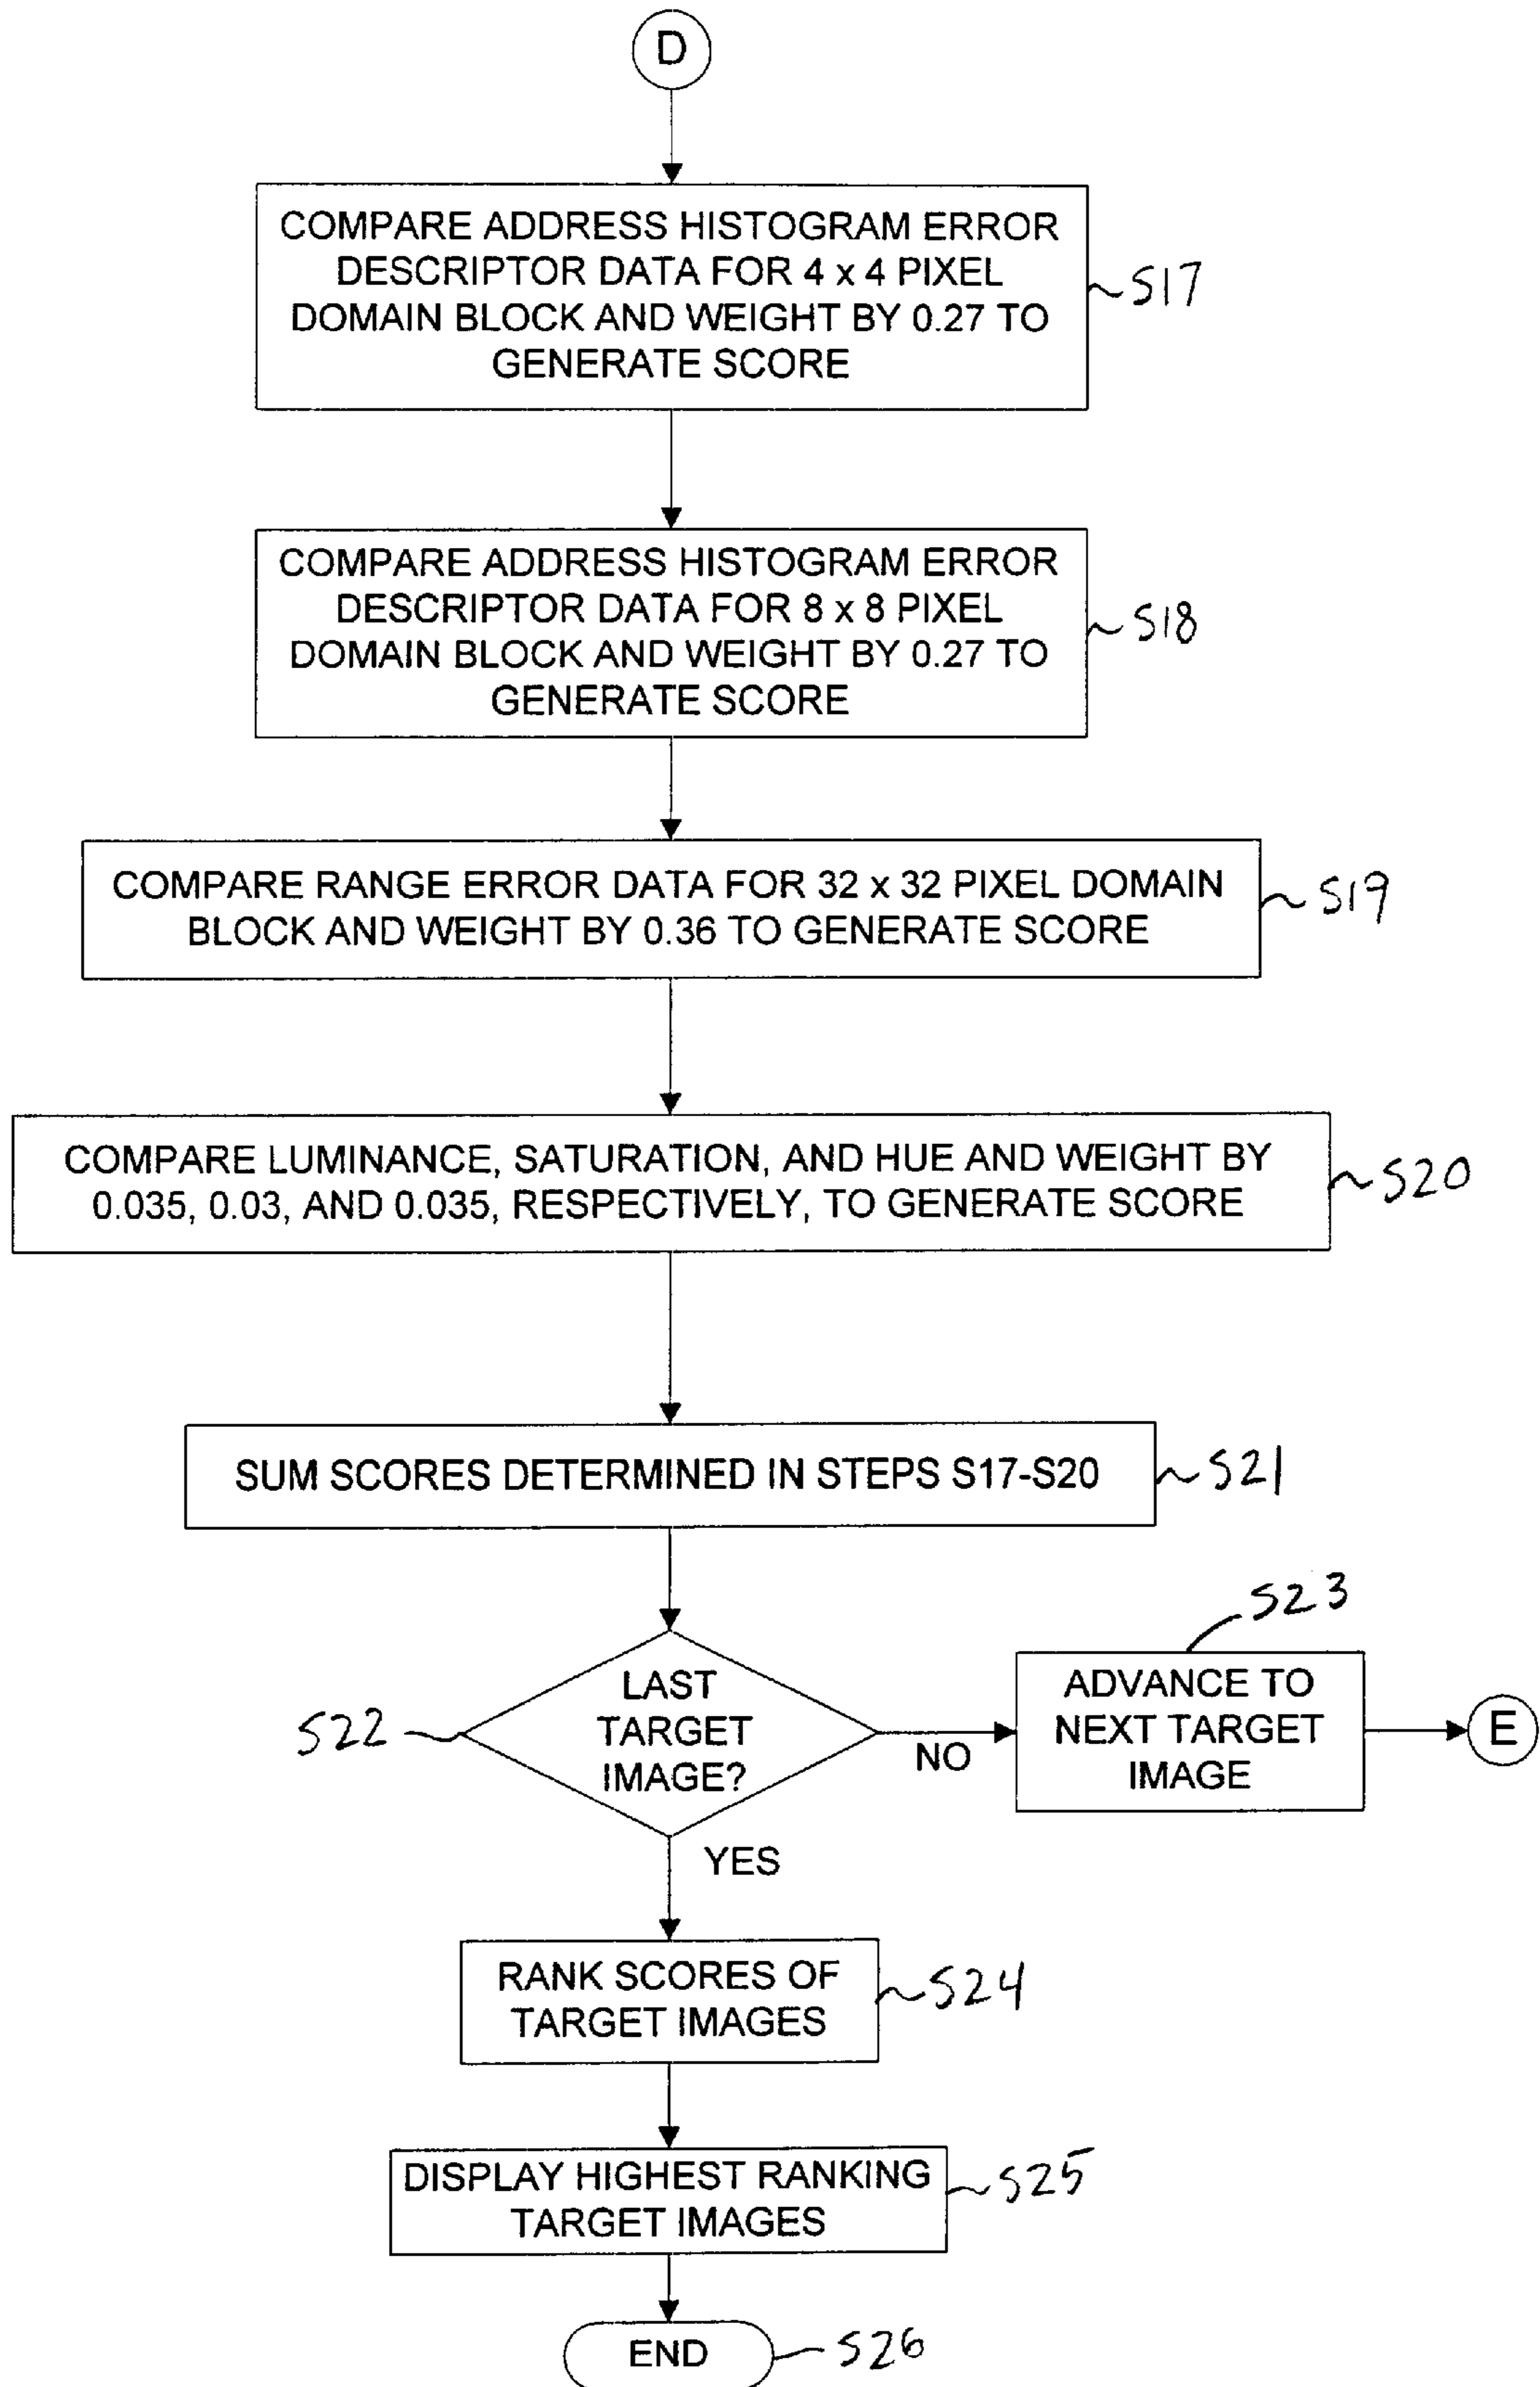 D
COMPARE ADDRESS HISTOGRAM ERROR
DESCRIPTOR DATA FOR 4 x 4 PIXEL
DOMAIN BLOCK AND WEIGHT BY 0.27 TO
GENERATE SCORE
S17
COMPARE ADDRESS HISTOGRAM ERROR
DESCRIPTOR DATA FOR 8 x 8 PIXEL
DOMAIN BLOCK AND WEIGHT BY 0.27 TO
GENERATE SCORE
S18
COMPARE RANGE ERROR DATA FOR 32 x 32 PIXEL DOMAIN
BLOCK AND WEIGHT BY 0.36 TO GENERATE SCORE
S19
COMPARE LUMINANCE, SATURATION, AND HUE AND WEIGHT BY
0.035, 0.03, AND 0.035, RESPECTIVELY, TO GENERATE SCORE
S20
SUM SCORES DETERMINED IN STEPS S17-S20
S21
S22
LAST
TARGET
IMAGE?
NO
S23
ADVANCE TO
NEXT TARGET
IMAGE
E
YES
RANK SCORES OF
TARGET IMAGES
S24
DISPLAY HIGHEST RANKING
TARGET IMAGES
S25
END
S26